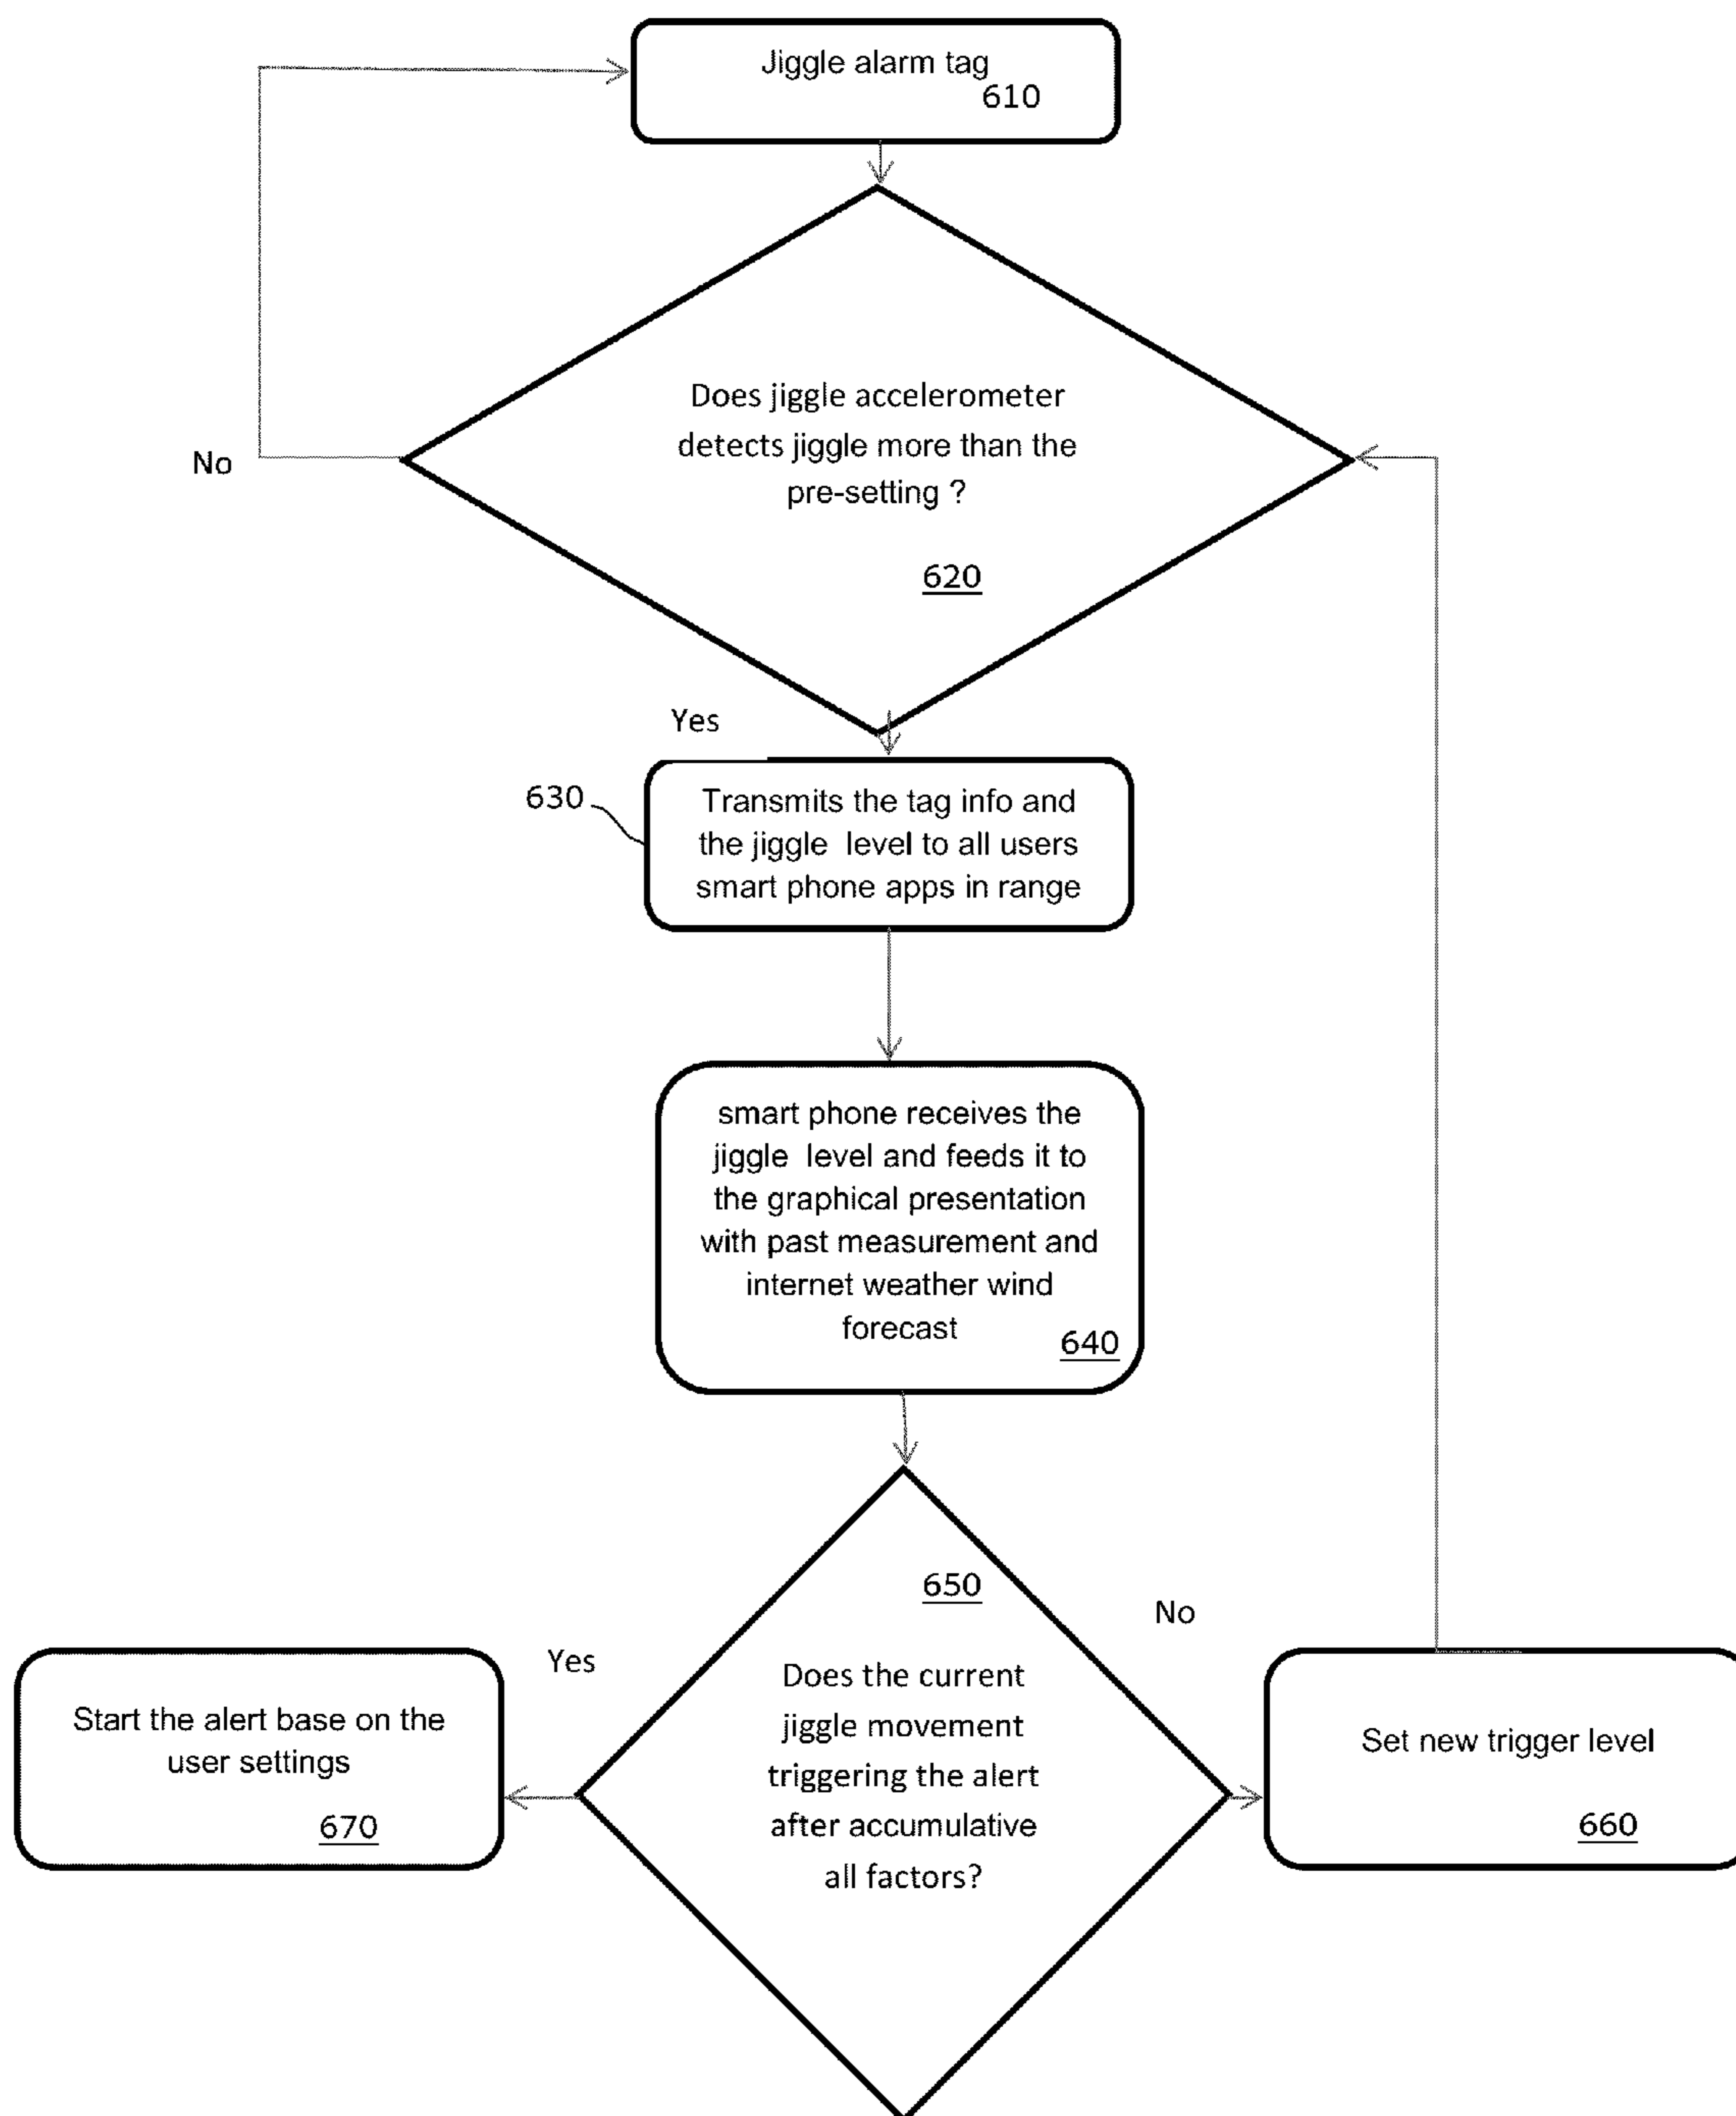 Jiggle alarm tag
610
Does jiggle accelerometer
detects jiggle more than the
pre-setting ?
620
No
Yes
630
Transmits the tag info and
the jiggle level to all users
smart phone apps in range
smart phone receives the
jiggle level and feeds it to
the graphical presentation
with past measurement and
internet weather wind
forecast
640
650
Does the current
jiggle movement
triggering the alert
after accumulative
all factors?
Yes
No
Start the alert base on the
user settings
670
Set new trigger level
660